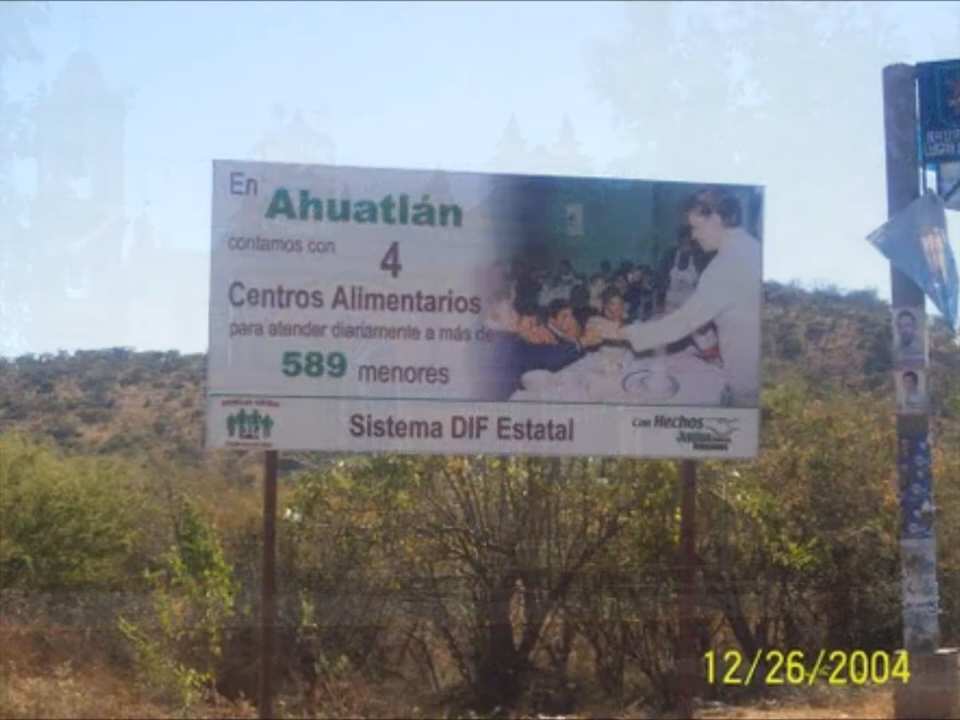 En
Ahuatlán
contamos con
4
Centros Alimentarios
para atender diariamente a más de
589 menores
Sistema DIF Estatal
Con Hechos
12/26/2004